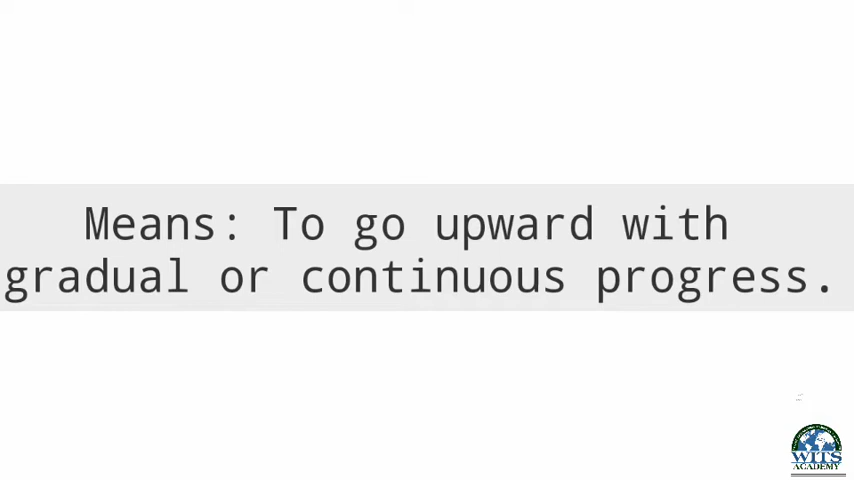 Means: To go upward with
gradual or continuous progress.
WITS
ACADEMY